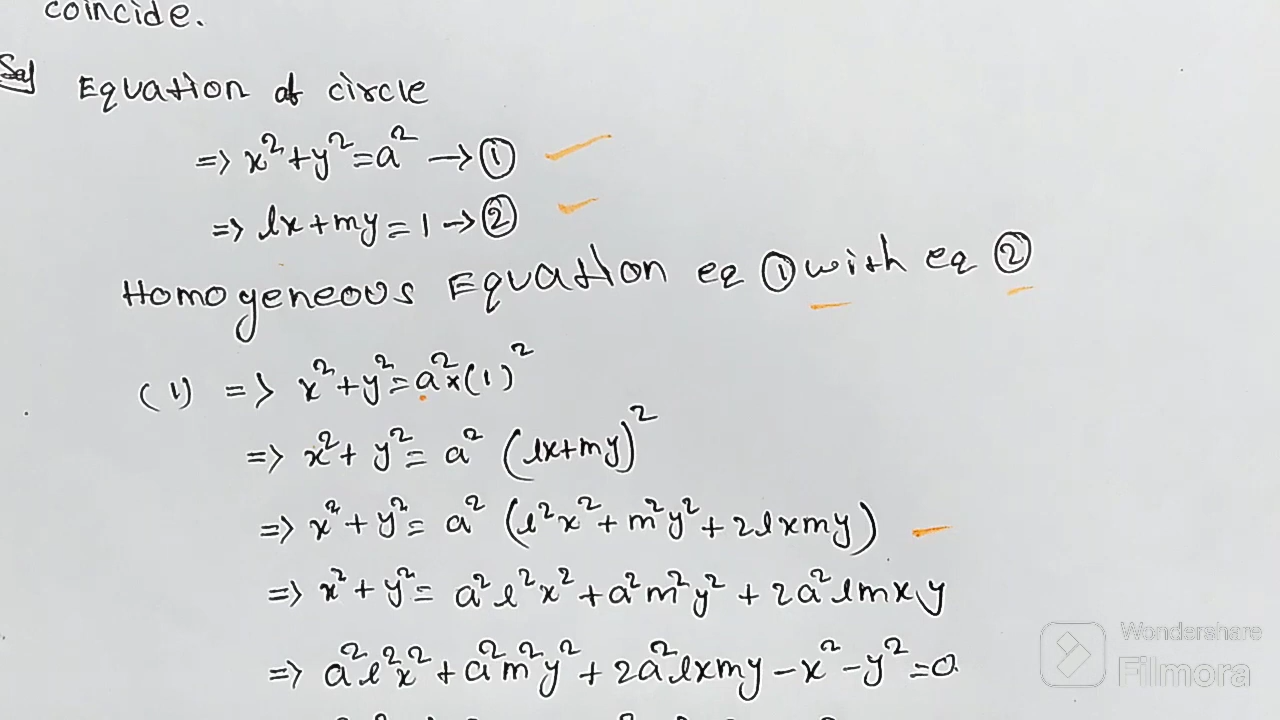 coincide.
Sol Equation of circle
=> x²+y²=a² → ①
=> lx+my=1 → ②
Homogeneous Equation eq ① with eq ②
(1) => x²+y²=a²×(1)²
=> x²+y²= a² (lx+my)²
=> x²+y²= a² (l²x²+m²y²+2lxmy)
=> x²+y²= a²l²x²+a²m²y²+2a²lmxy
=> a²l²x²+a²m²y²+2a²lxmy-x²-y²=0
Wondershare
Filmora